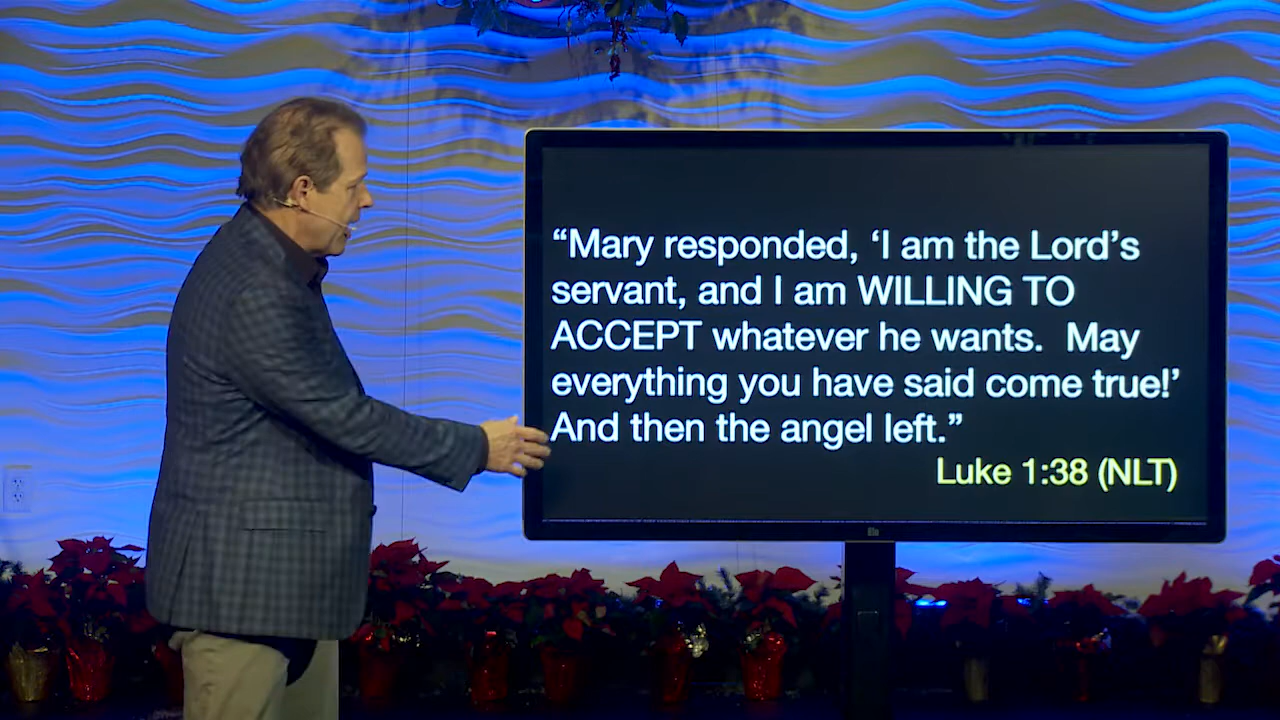 “Mary responded, ‘I am the Lord’s
servant, and I am WILLING TO
ACCEPT whatever he wants.  May
everything you have said come true!’
And then the angel left.”
Luke 1:38 (NLT)
Elo